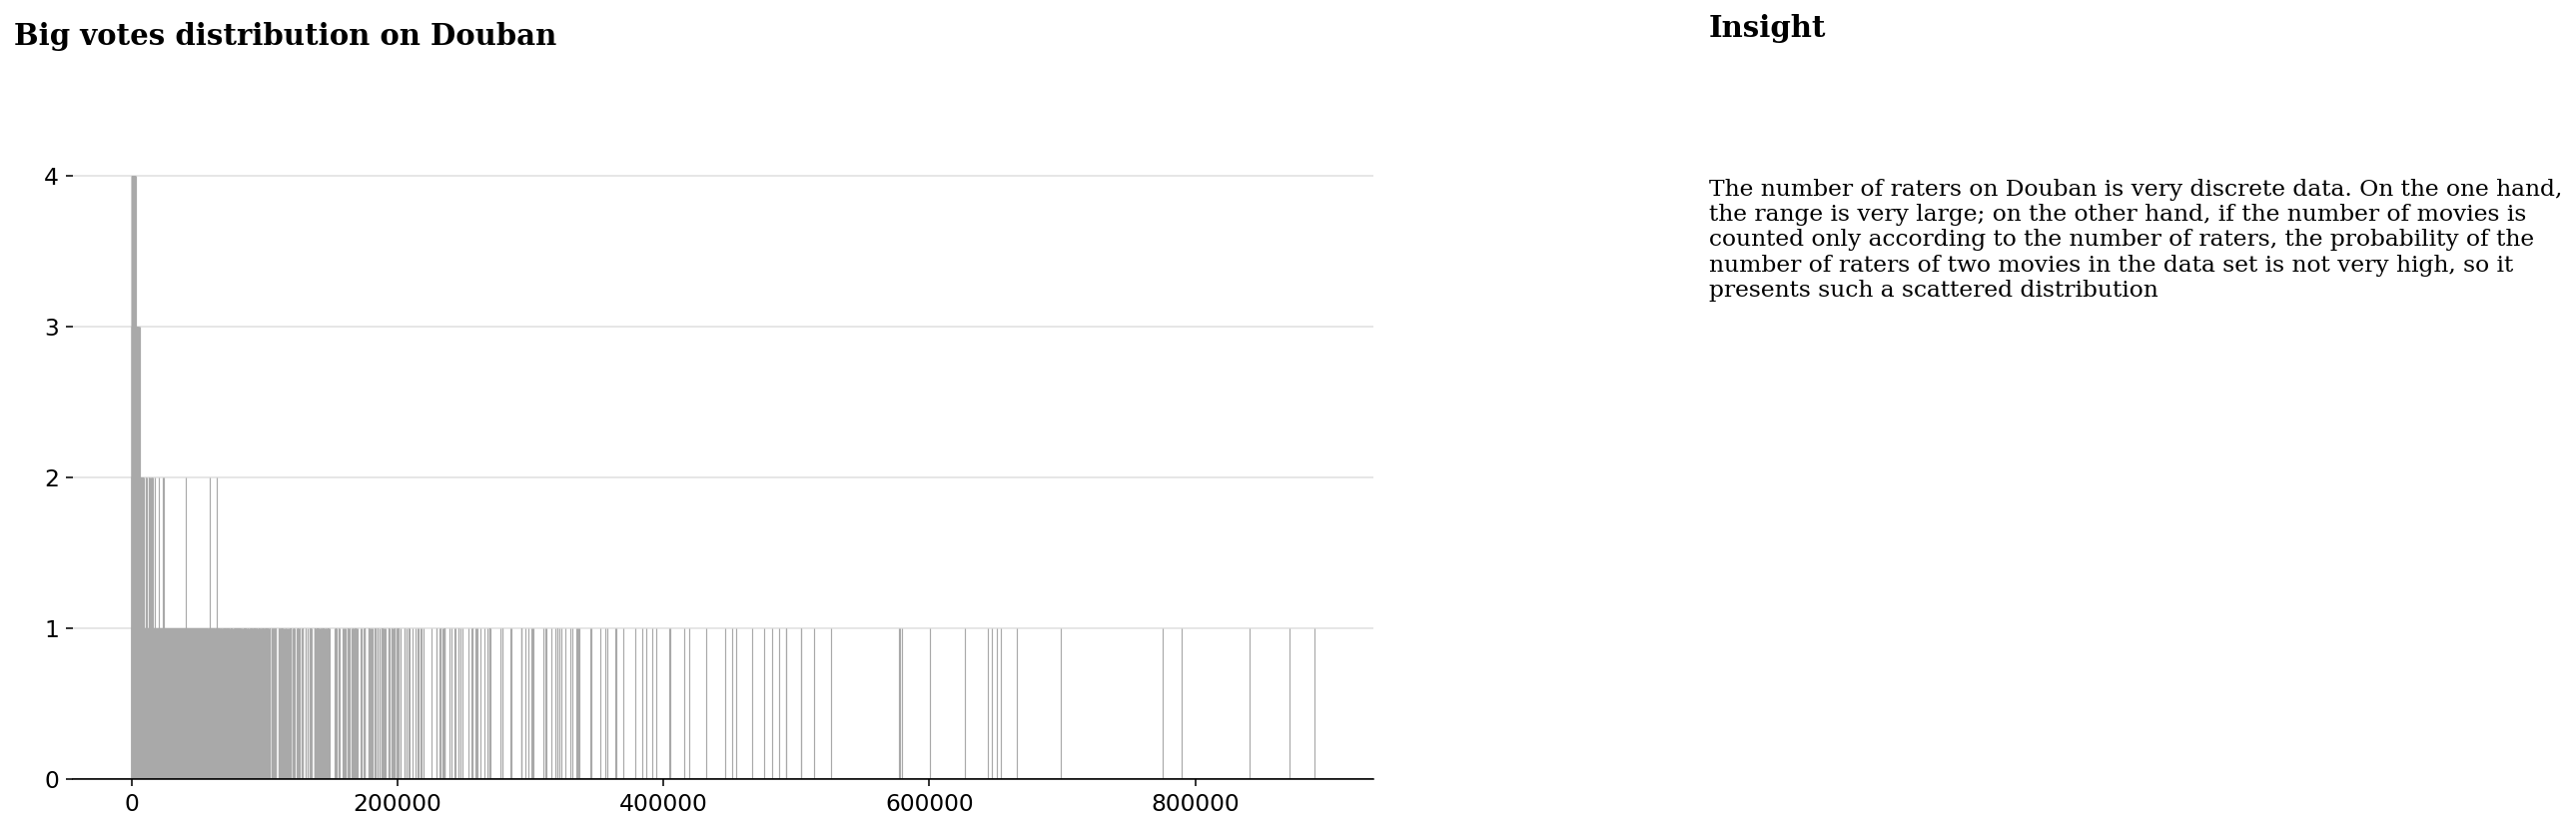 Big votes distribution on Douban
Insight
4
3
2
1
0
0 200000 400000 600000 800000
The number of raters on Douban is very discrete data. On the one hand,
the range is very large; on the other hand, if the number of movies is
counted only according to the number of raters, the probability of the
number of raters of two movies in the data set is not very high, so it
presents such a scattered distribution